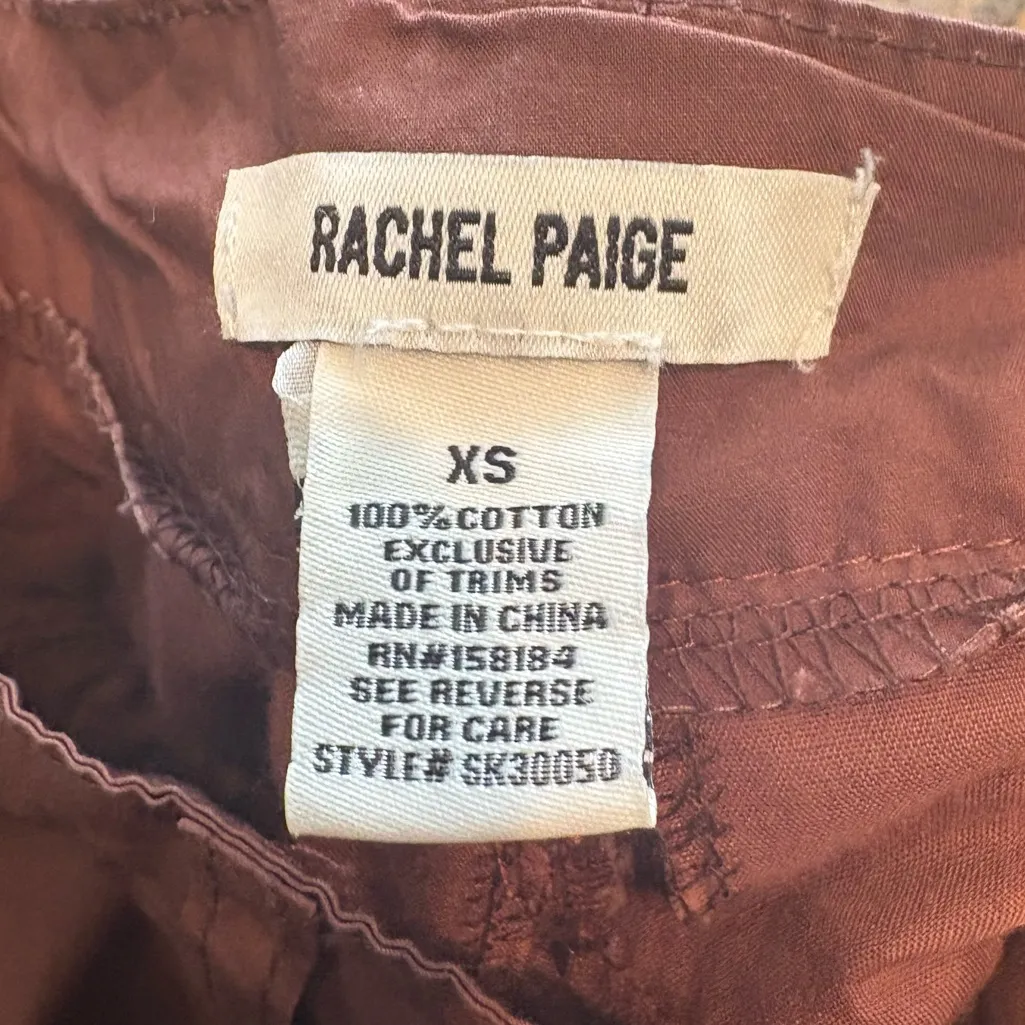 RACHEL PAIGE
XS
100% COTTON
EXCLUSIVE
OF TRIMS
MADE IN CHINA
RN#158184
SEE REVERSE
FOR CARE
STYLE# SK30050